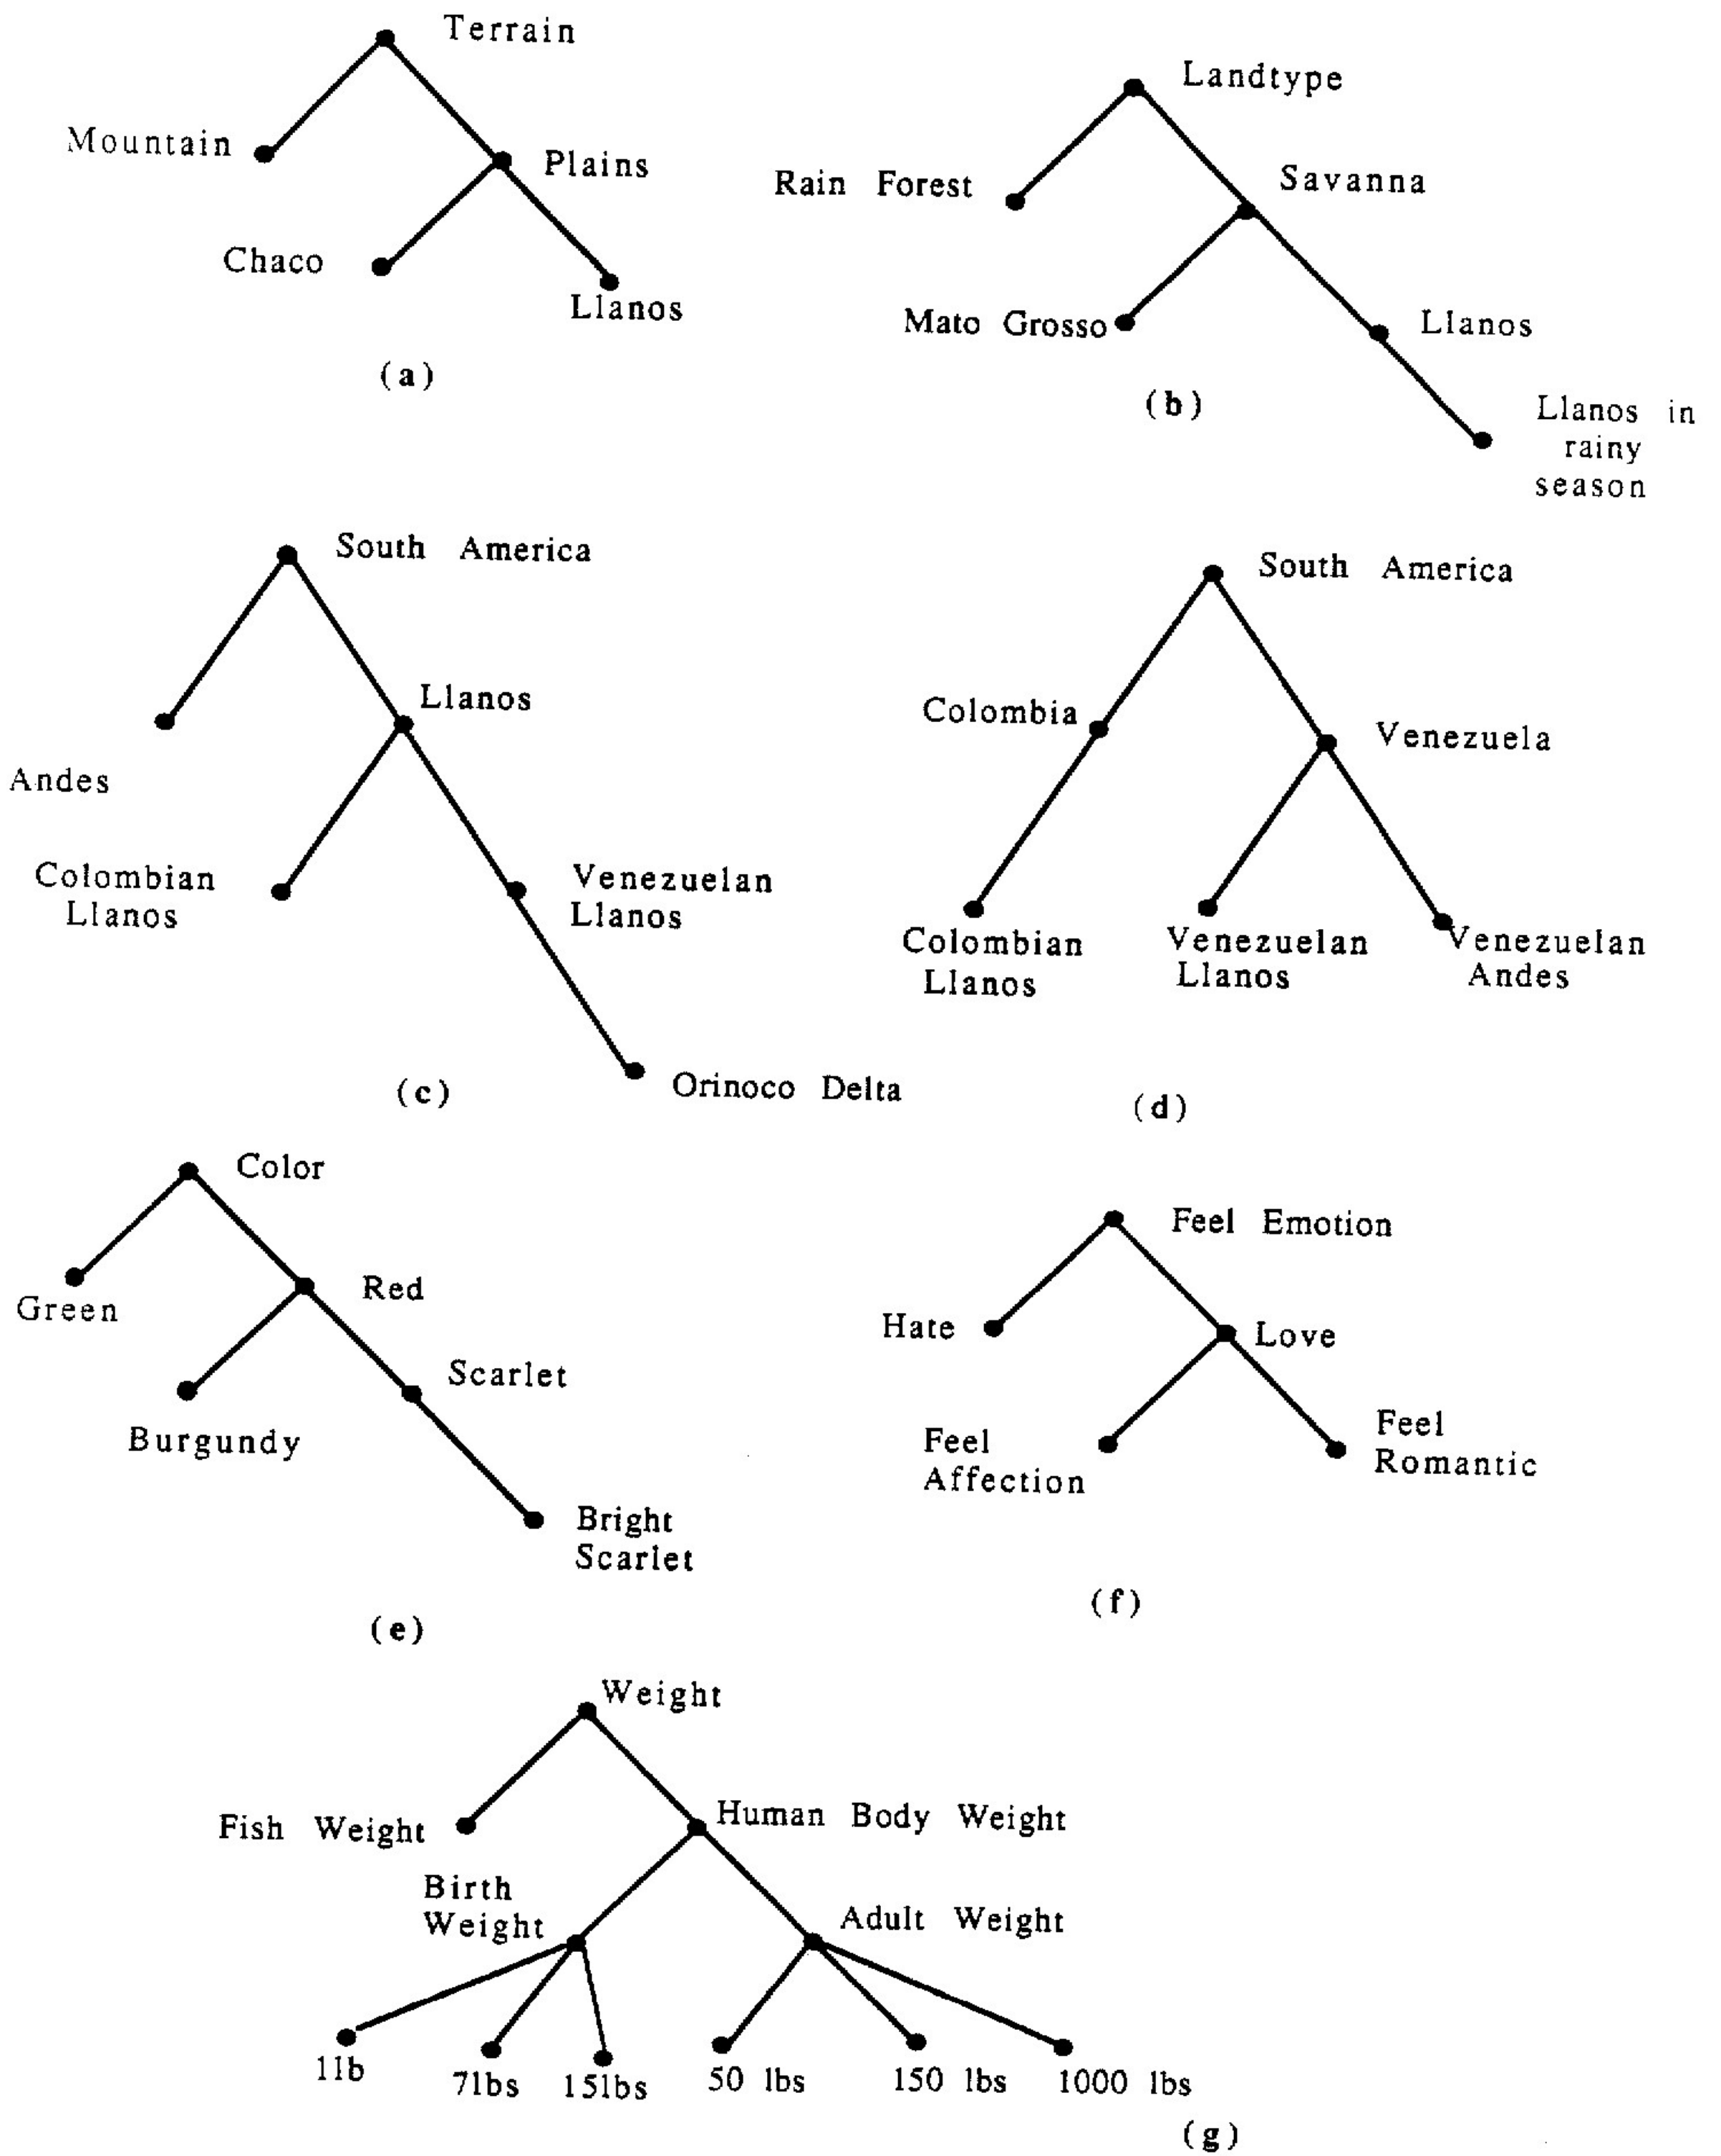 Terrain
Mountain
Plains
Chaco
Llanos
(a)
Landtype
Rain Forest
Savanna
Mato Grosso
Llanos
Llanos in
rainy
season
(b)
South America
Llanos
Andes
Colombian
Llanos
Venezuelan
Llanos
Orinoco Delta
(c)
South America
Colombia
Venezuela
Colombian
Llanos
Venezuelan
Llanos
Venezuelan
Andes
(d)
Color
Green
Red
Scarlet
Burgundy
Bright
Scarlet
(e)
Feel Emotion
Hate
Love
Feel
Affection
Feel
Romantic
(f)
Weight
Fish Weight
Human Body Weight
Birth
Weight
Adult Weight
1lb
7lbs
15lbs
50 lbs
150 lbs
1000 lbs
(g)